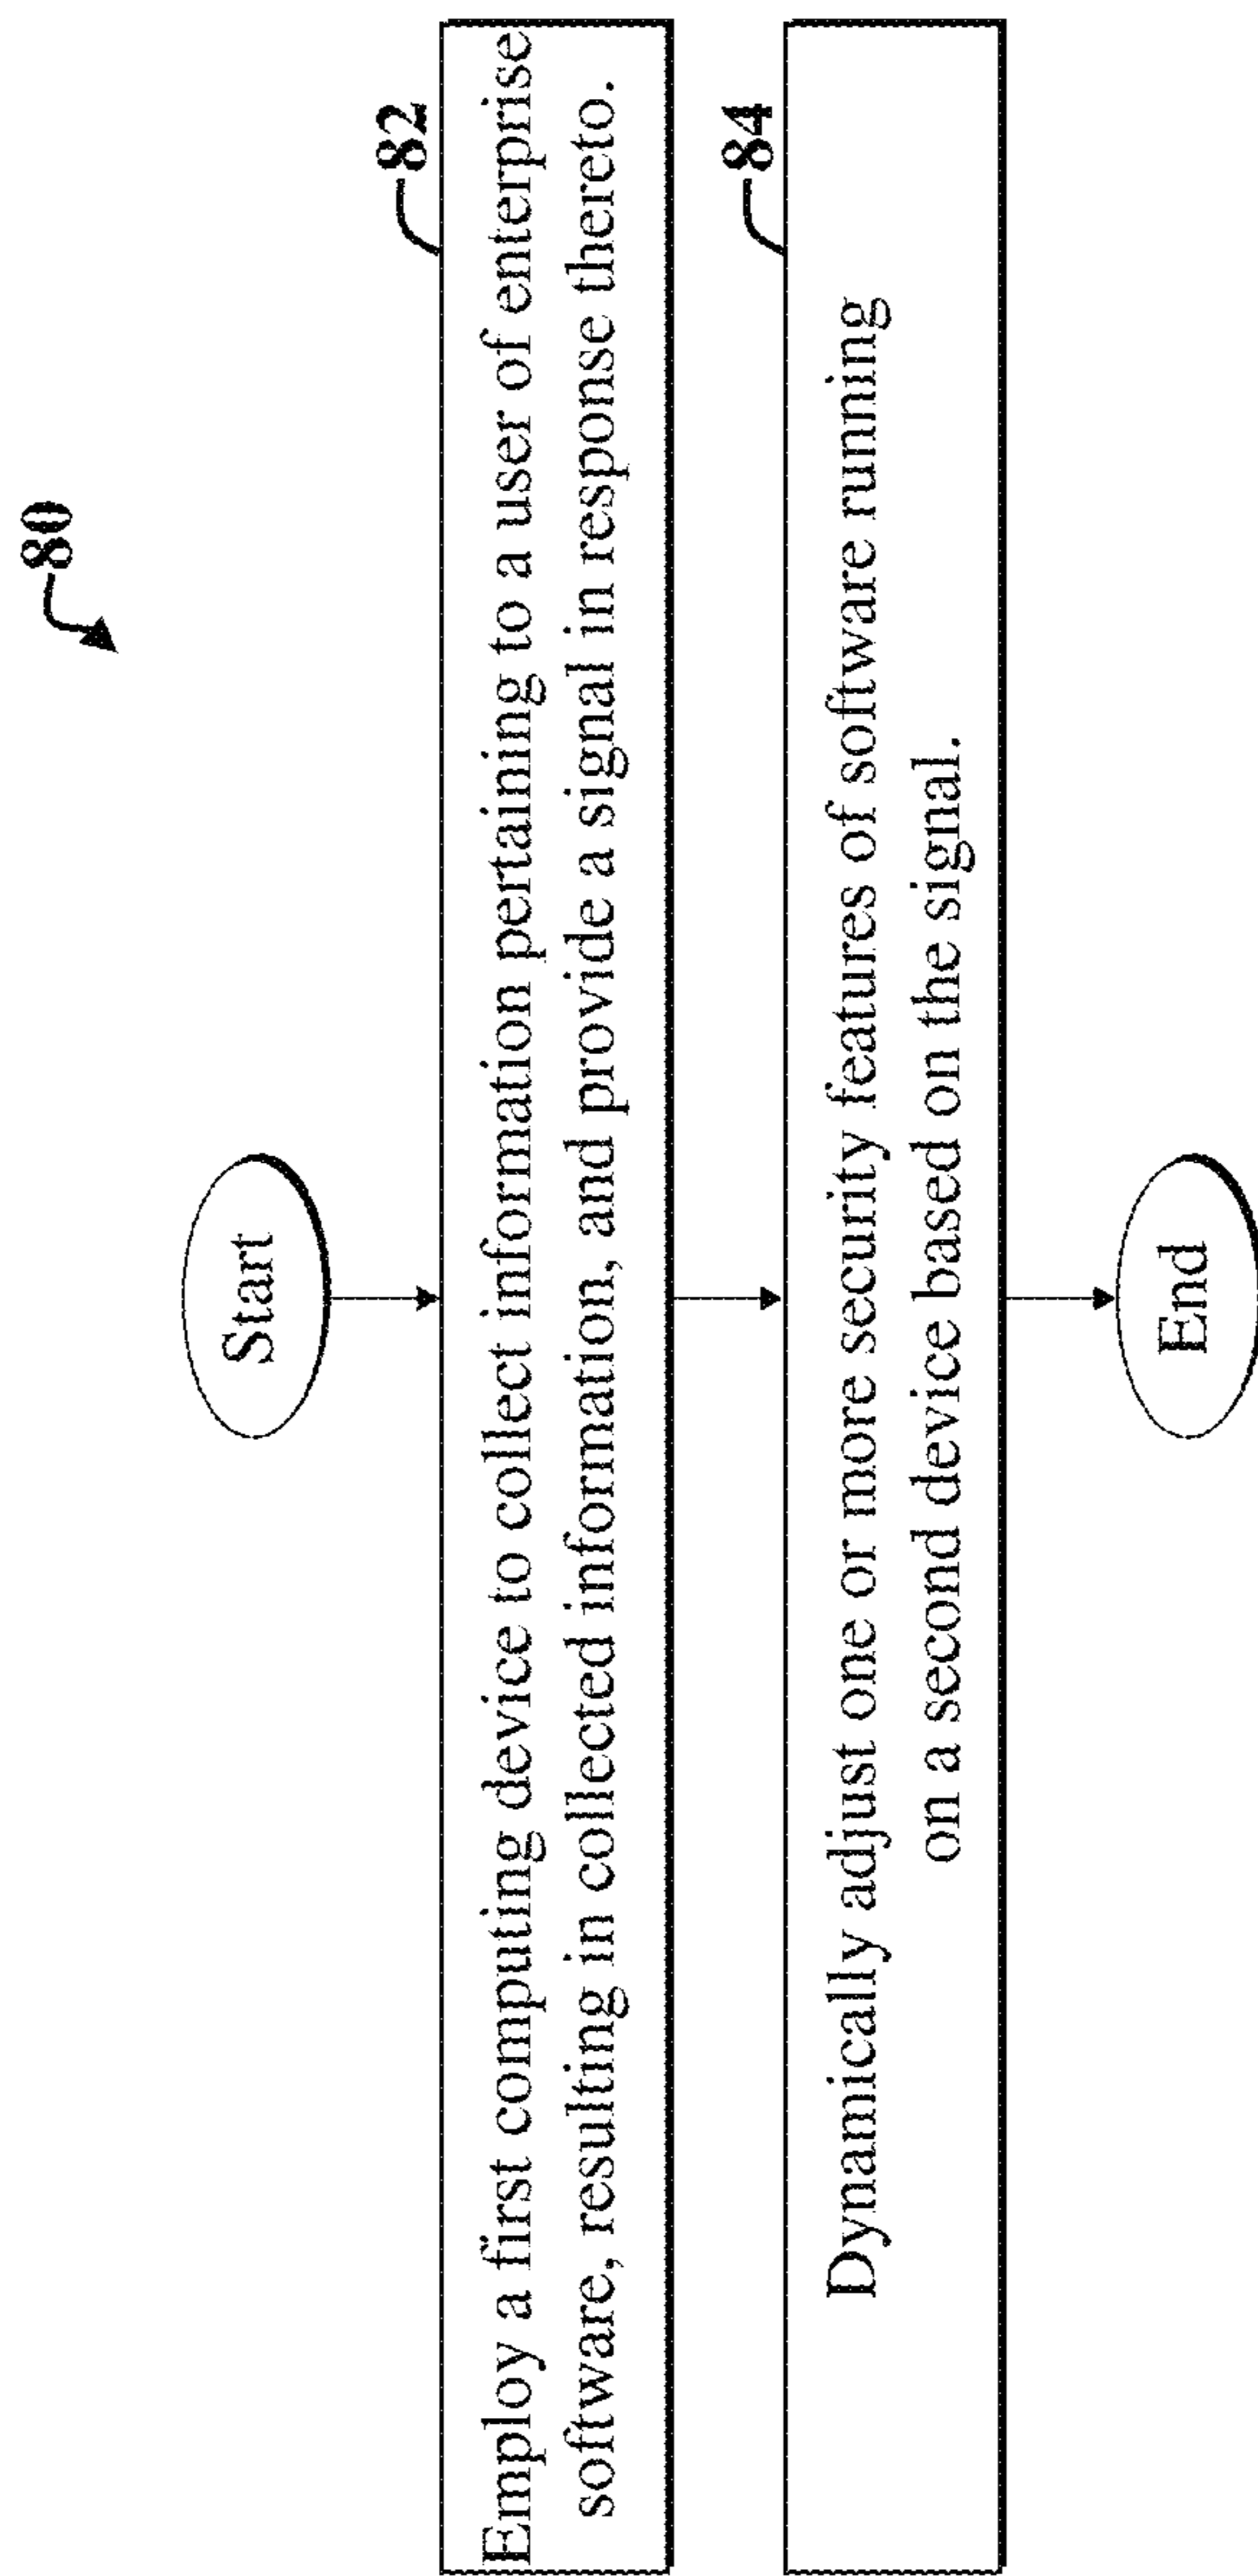 80
Start
82
Employ a first computing device to collect information pertaining to a user of enterprise
software, resulting in collected information, and provide a signal in response thereto.
84
Dynamically adjust one or more security features of software running
on a second device based on the signal.
End